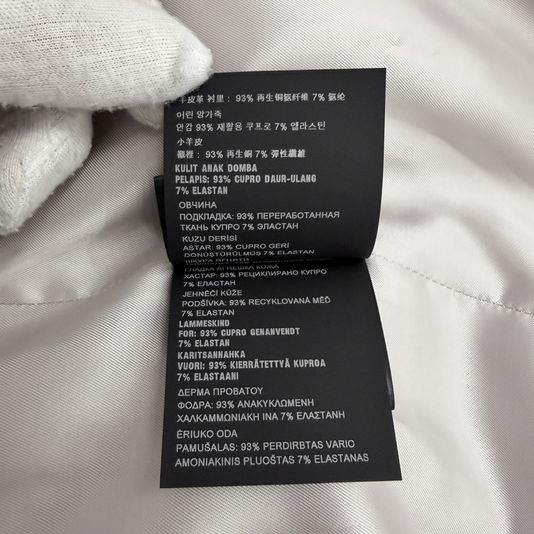 羊皮革 衬里： 93% 再生铜氨纤维 7% 氨纶
어린 양가죽
안감 93% 재활용 쿠프로 7% 엘라스틴
小羊皮
襯裡： 93% 再生銅 7% 彈性纖維
KULIT ANAK DOMBA
PELAPIS: 93% CUPRO DAUR-ULANG
7% ELASTAN
ОВЧИНА
ПОДКЛАДКА: 93% ПЕРЕРАБОТАННАЯ
ТКАНЬ КУПРО 7% ЭЛАСТАН
KUZU DERİSİ
ASTAR: 93% CUPRO GERİ
DÖNÜŞTÜRÜLMÜŞ 7% ELASTAN
ГЛАДКА АГНЕШКА КОЖА
ХАСТАР: 93% РЕЦИКЛИРАНО КУПРО
7% ЕЛАСТАН
JEHNĚČÍ KŮŽE
PODŠÍVKA: 93% RECYKLOVANÁ MĚĎ
7% ELASTAN
LAMMESKIND
FOR: 93% CUPRO GENANVENDT
7% ELASTAN
KARITSANNAHKA
VUORI: 93% KIERRÄTETTYÄ KUPROA
7% ELASTAANI
ΔΕΡΜΑ ΠΡΟΒΑΤΟΥ
ΦΟΔΡΑ: 93% ΑΝΑΚΥΚΛΩΜΕΝΗ
ΧΑΛΚΑΜΜΩΝΙΑΚΗ ΙΝΑ 7% ΕΛΑΣΤΑΝΗ
ĖRIUKO ODA
PAMUŠALAS: 93% PERDIRBTAS VARIO
AMONIAKINIS PLUOŠTAS 7% ELASTANAS